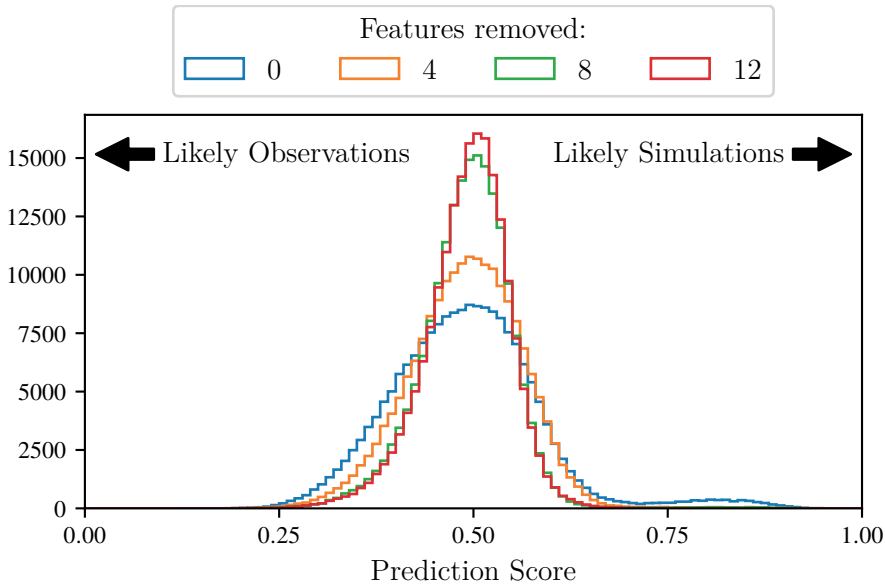 Features removed:
0 4 8 12
Likely Observations Likely Simulations
15000
12500
10000
7500
5000
2500
0
0.00 0.25 0.50 0.75 1.00
Prediction Score